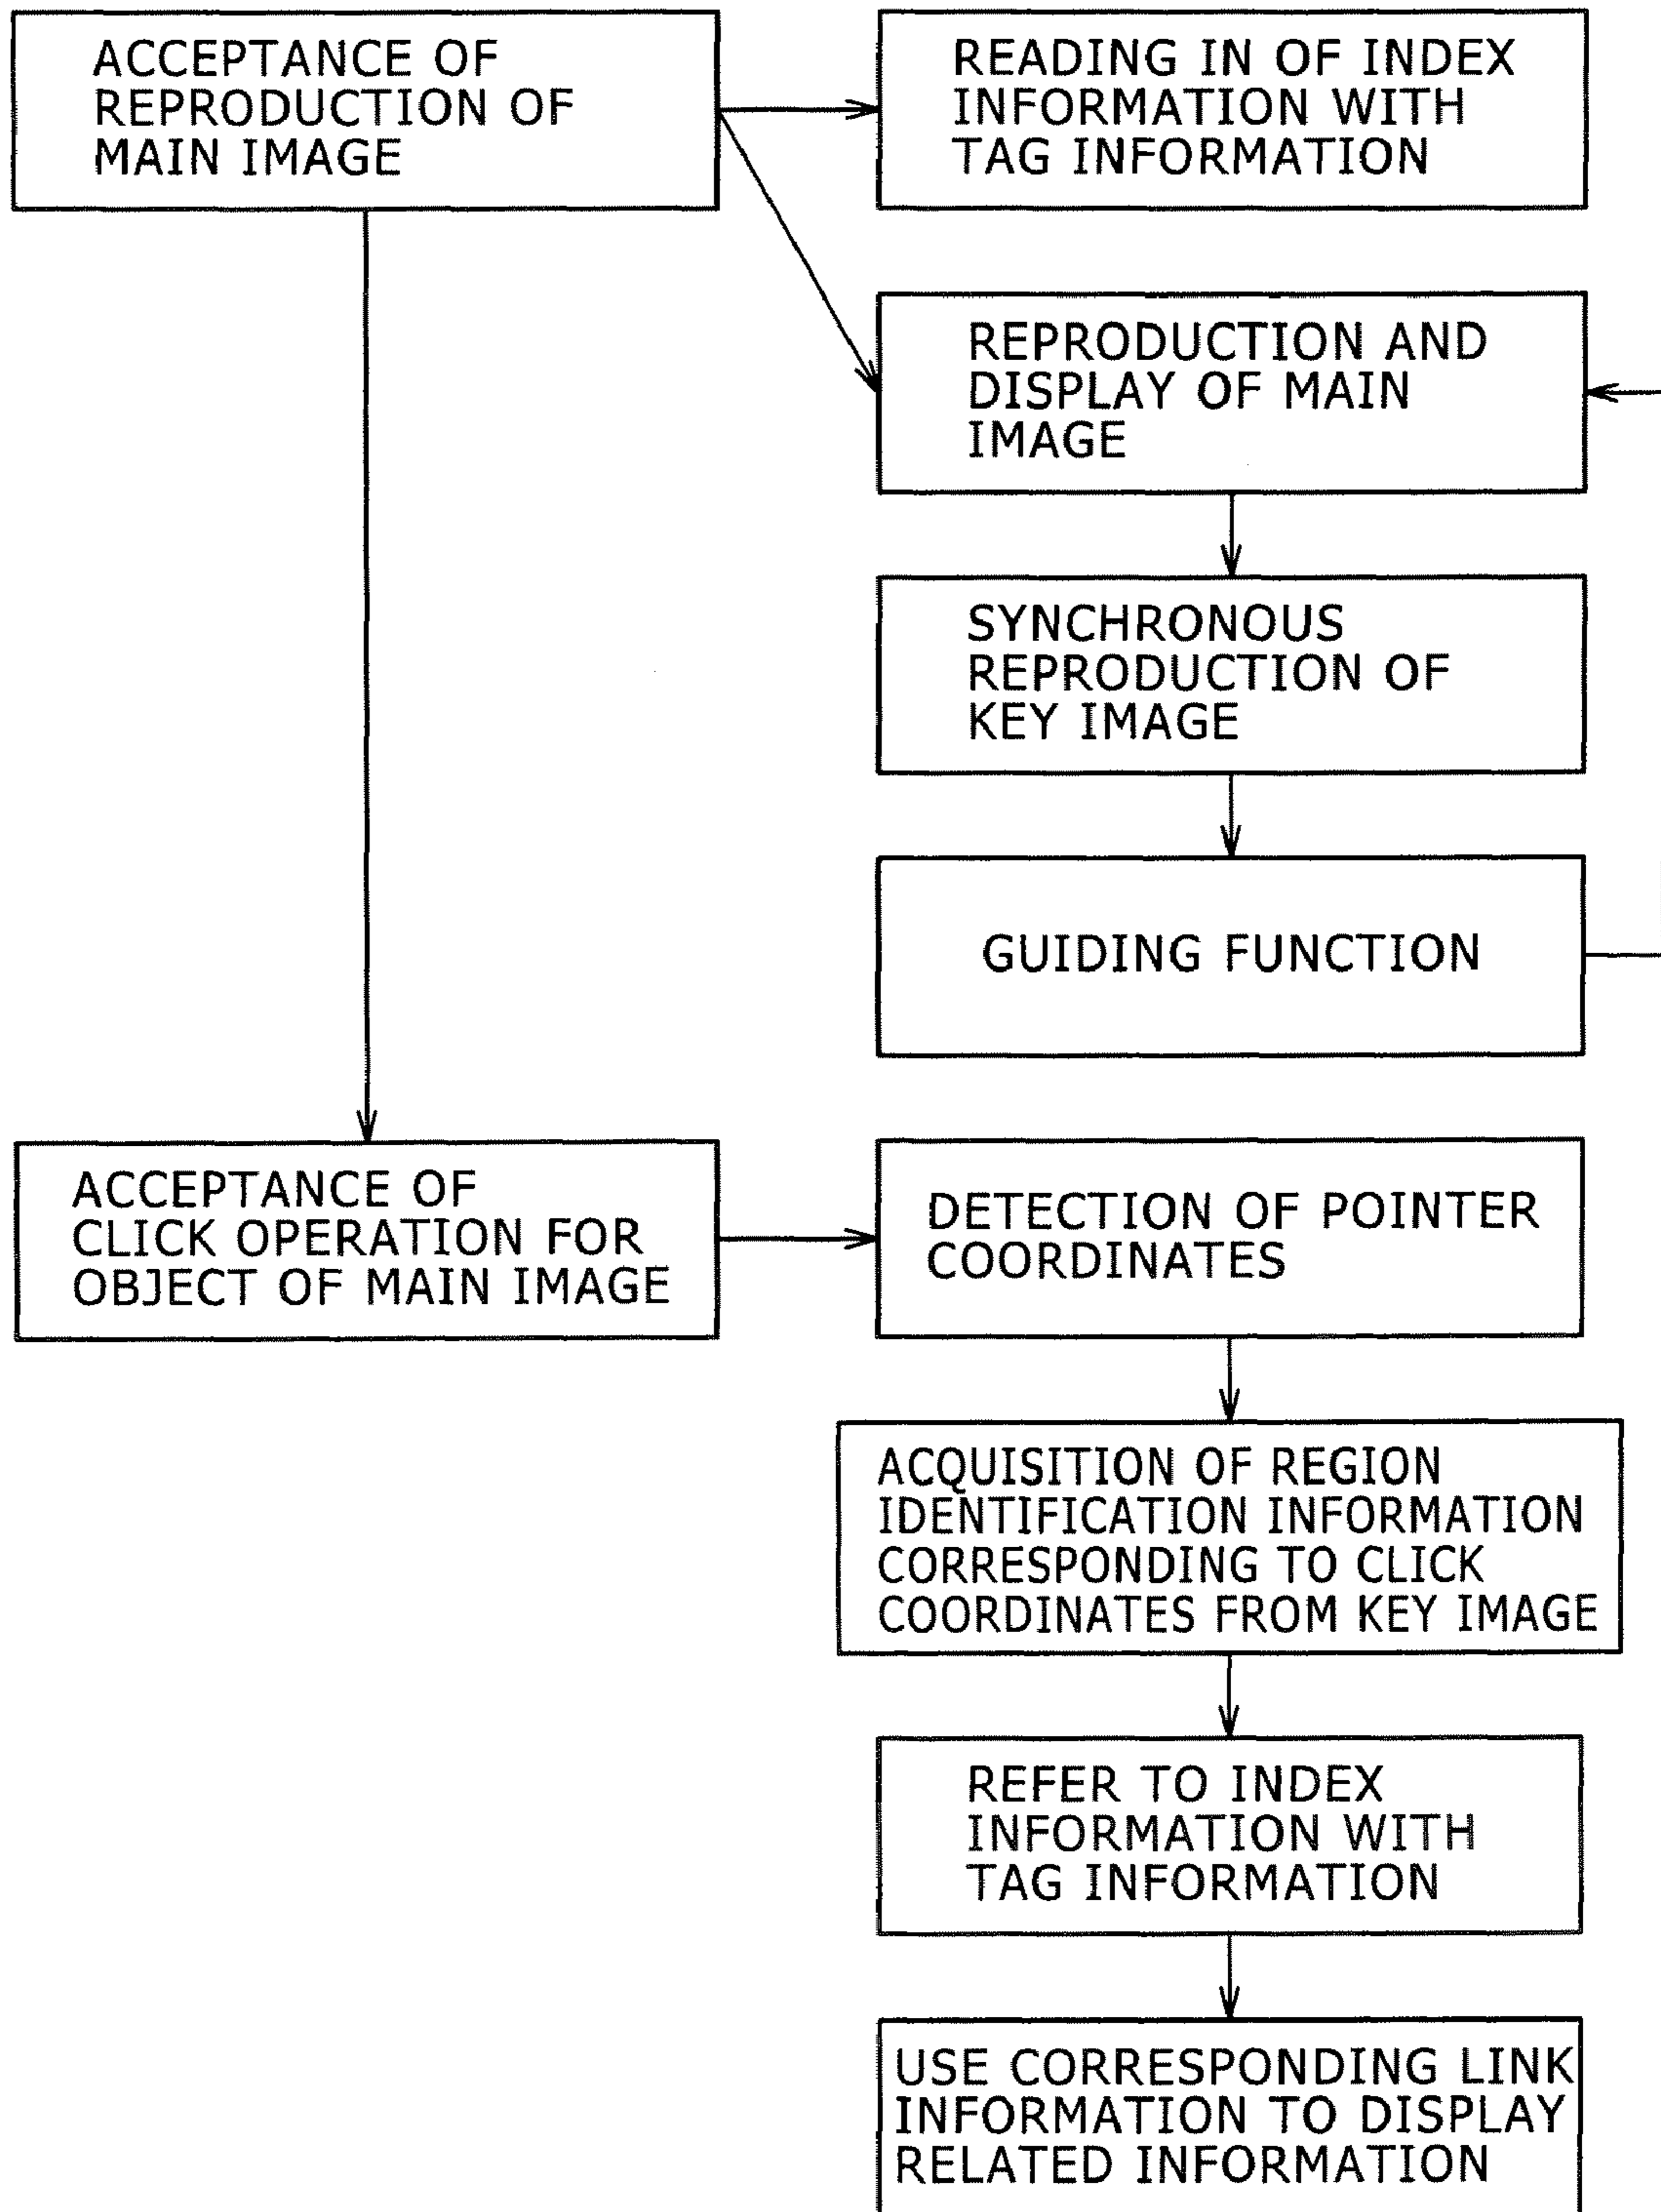 ACCEPTANCE OF
REPRODUCTION OF
MAIN IMAGE
READING IN OF INDEX
INFORMATION WITH
TAG INFORMATION
REPRODUCTION AND
DISPLAY OF MAIN
IMAGE
SYNCHRONOUS
REPRODUCTION OF
KEY IMAGE
GUIDING FUNCTION
ACCEPTANCE OF
CLICK OPERATION FOR
OBJECT OF MAIN IMAGE
DETECTION OF POINTER
COORDINATES
ACQUISITION OF REGION
IDENTIFICATION INFORMATION
CORRESPONDING TO CLICK
COORDINATES FROM KEY IMAGE
REFER TO INDEX
INFORMATION WITH
TAG INFORMATION
USE CORRESPONDING LINK
INFORMATION TO DISPLAY
RELATED INFORMATION